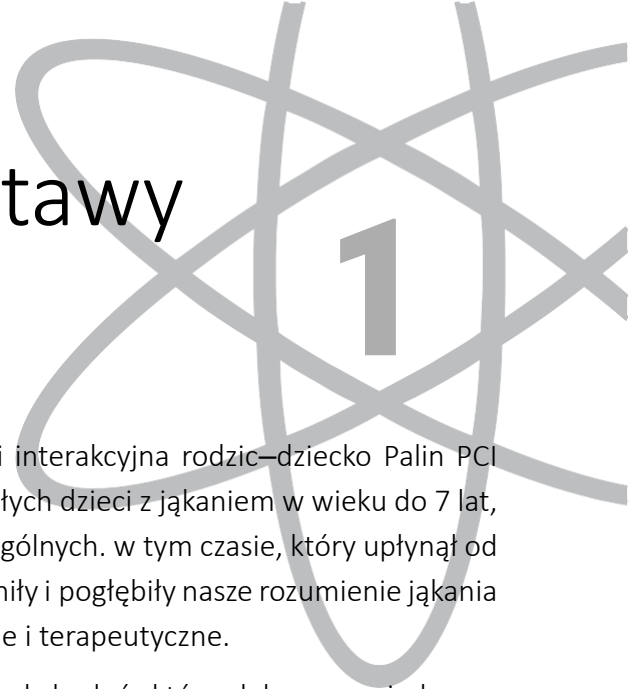 tawy
1
i interakcyjna rodzic–dziecko Palin PCI
łych dzieci z jąkaniem w wieku do 7 lat,
gólnych. w tym czasie, który upłynął od
niły i pogłębiły nasze rozumienie jąkania
e i terapeutyczne.